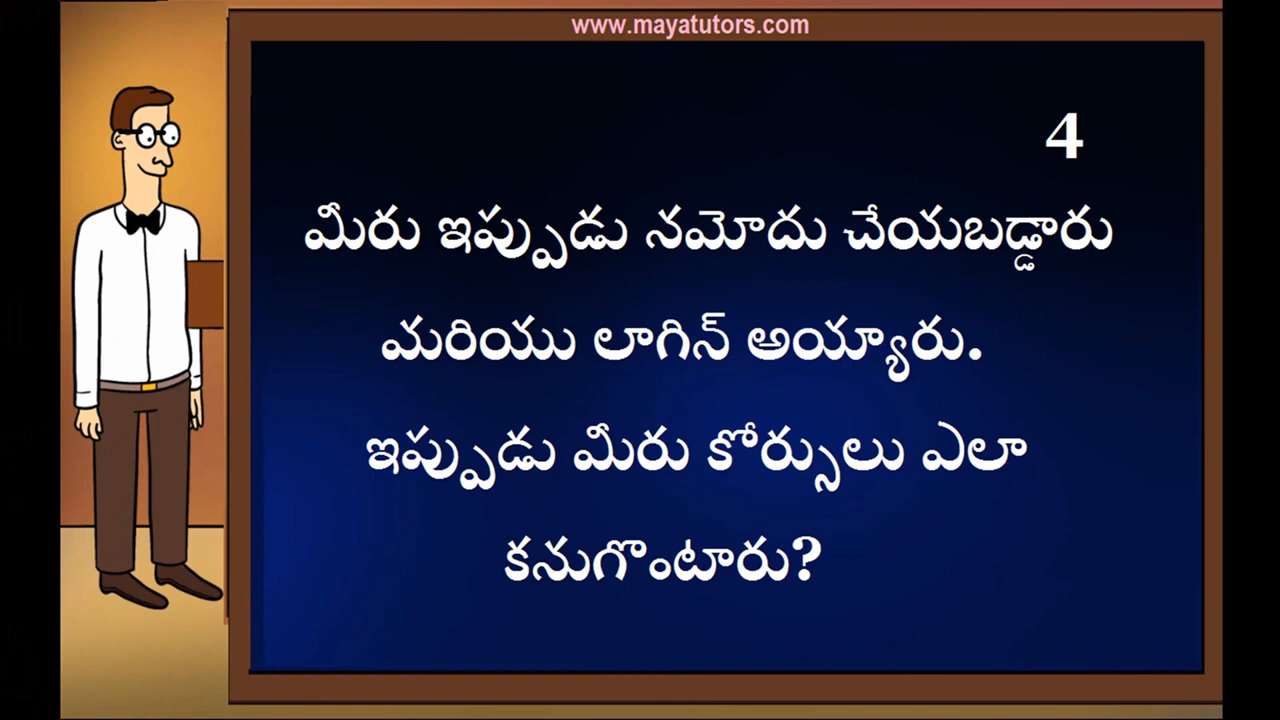 www.mayatutors.com
4
మీరు ఇప్పుడు నమోదు చేయబడ్డారు
మరియు లాగిన్ అయ్యారు.
ఇప్పుడు మీరు కోర్సులు ఎలా
కనుగొంటారు?